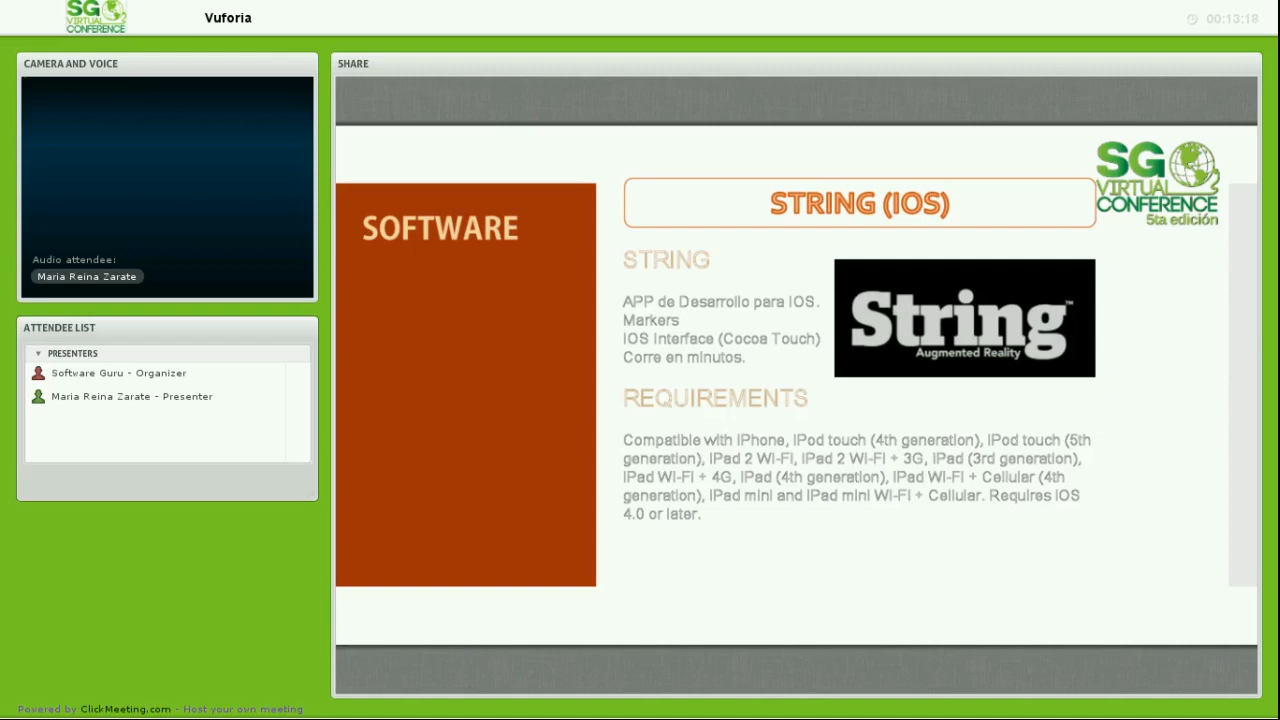 SG
VIRTUAL
CONFERENCE
Vuforia
00:13:18
CAMERA AND VOICE
Audio attendee:
Maria Reina Zarate
ATTENDEE LIST
PRESENTERS
Software Guru - Organizer
Maria Reina Zarate - Presenter
SHARE
SG
VIRTUAL
CONFERENCE
5ta edición
SOFTWARE
STRING (IOS)
STRING
APP de Desarrollo para IOS.
Markers
IOS Interface (Cocoa Touch)
Corre en minutos.
String™
Augmented Reality
REQUIREMENTS
Compatible with iPhone, iPod touch (4th generation), iPod touch (5th
generation), iPad 2 Wi-Fi, iPad 2 Wi-Fi + 3G, iPad (3rd generation),
iPad Wi-Fi + 4G, iPad (4th generation), iPad Wi-Fi + Cellular (4th
generation), iPad mini and iPad mini Wi-Fi + Cellular. Requires iOS
4.0 or later.
Powered by ClickMeeting.com - Host your own meeting